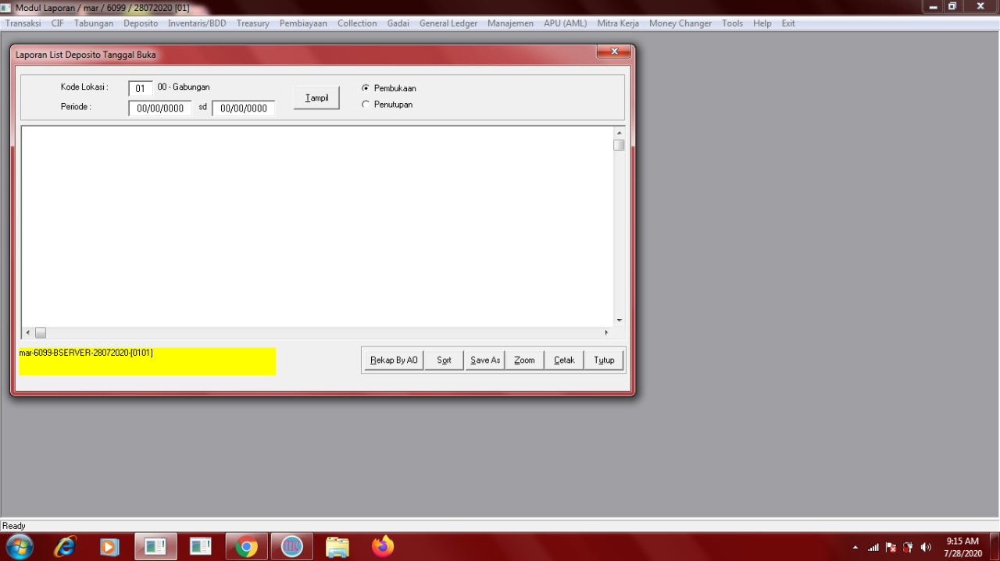 Modul Laporan / mar / 6099 / 28072020 [01]
Transaksi CIF Tabungan Deposito Inventaris/BDD Treasury Pembiayaan Collection Gadai General Ledger Manajemen APU (AML) Mitra Kerja Money Changer Tools Help Exit
Laporan List Deposito Tanggal Buka
Kode Lokasi : 01 00 - Gabungan
Periode : 00/00/0000 sd 00/00/0000
Tampil
Pembukaan
Penutupan
mar-6099-BSERVER-28072020-[0101]
Rekap By AO Sort Save As Zoom Cetak Tutup
Ready
9:15 AM
7/28/2020